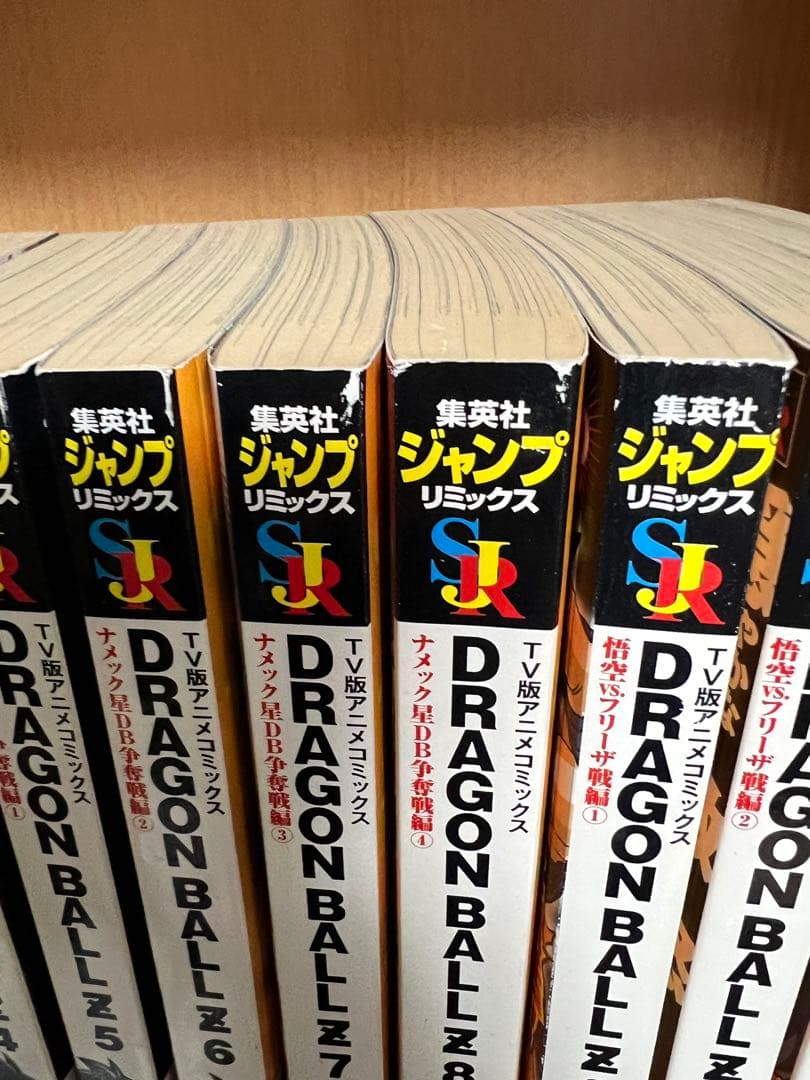 4
ジャンプ
リミックス
SJR
TV版アニメコミックス
DRAGON BALL Z 5
集英社
ジャンプ
リミックス
SJR
TV版アニメコミックス
DRAGON BALL Z 6
ナメック星DB争奪戦編②
集英社
ジャンプ
リミックス
SJR
TV版アニメコミックス
DRAGON BALL Z 7
ナメック星DB争奪戦編③
集英社
ジャンプ
リミックス
SJR
TV版アニメコミックス
DRAGON BALL Z 8
ナメック星DB争奪戦編④
集英社
ジャンプ
リミックス
SJR
TV版アニメコミックス
DRAGON BALL Z
悟空vs.フリーザ戦編①
DRAGON BALL Z
悟空vs.フリーザ戦編②